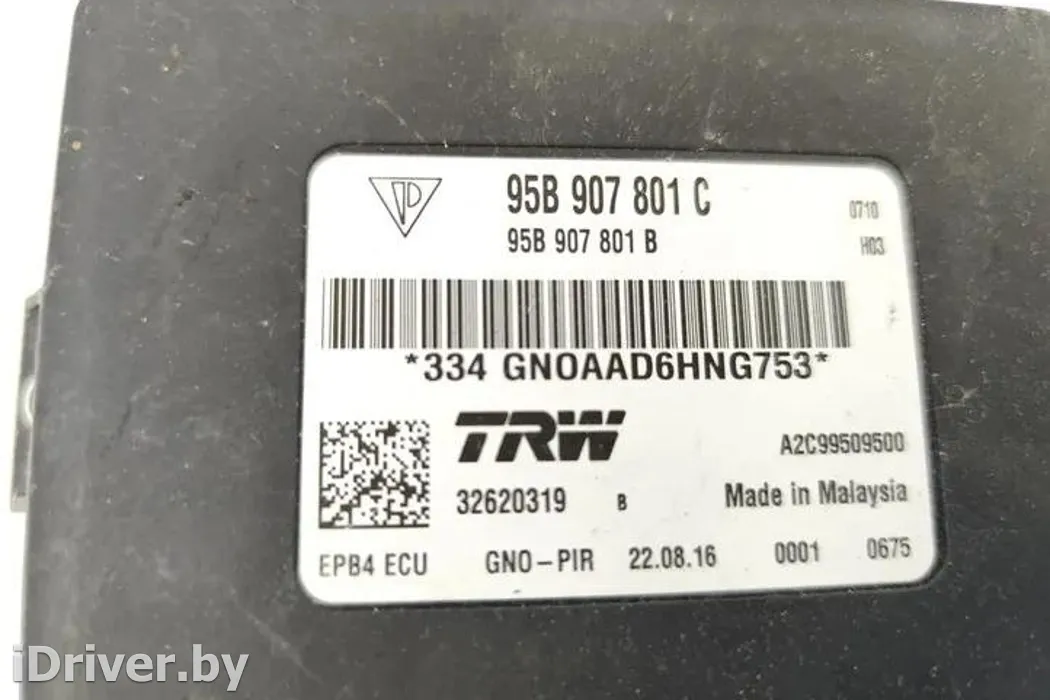 95B 907 801 C
0710
95B 907 801 B
H03
*334 GNOAAD6HNG753*
TRW
A2C99509500
32620319 B Made in Malaysia
EPB4 ECU GNO-PIR 22.08.16 0001 0675
iDriver.by